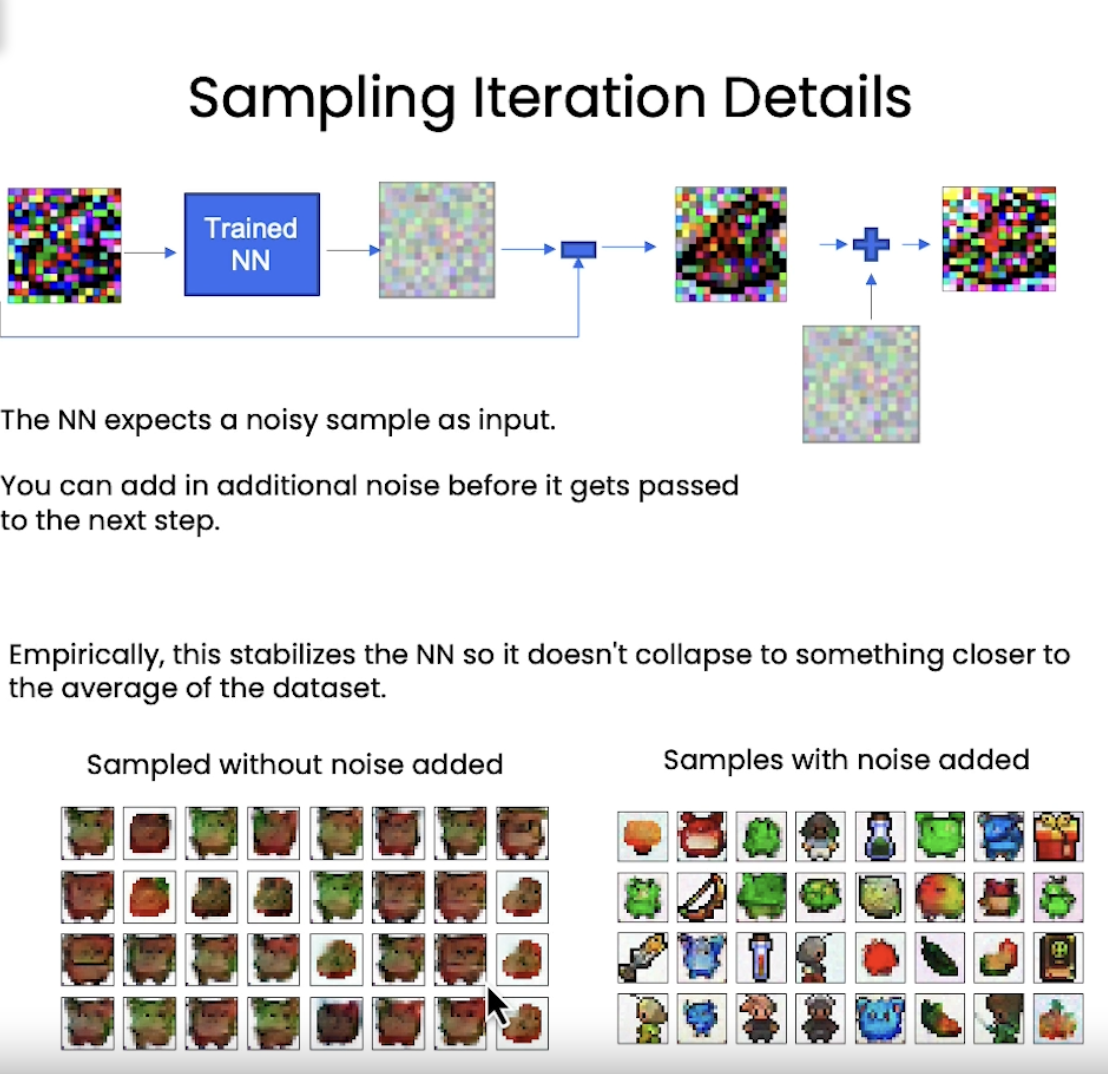 Sampling Iteration Details
Trained
NN
The NN expects a noisy sample as input.
You can add in additional noise before it gets passed
to the next step.
Empirically, this stabilizes the NN so it doesn't collapse to something closer to
the average of the dataset.
Sampled without noise added
Samples with noise added